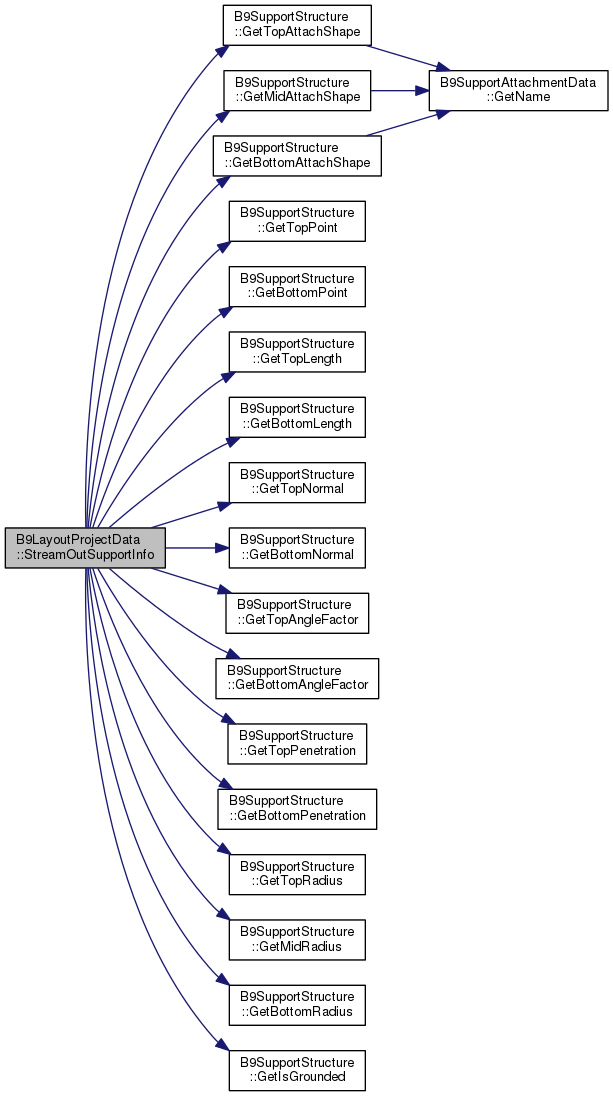 B9SupportStructure
::GetTopAttachShape
B9SupportStructure
::GetMidAttachShape
B9SupportAttachmentData
::GetName
B9SupportStructure
::GetBottomAttachShape
B9SupportStructure
::GetTopPoint
B9SupportStructure
::GetBottomPoint
B9SupportStructure
::GetTopLength
B9SupportStructure
::GetBottomLength
B9SupportStructure
::GetTopNormal
B9LayoutProjectData
::StreamOutSupportInfo
B9SupportStructure
::GetBottomNormal
B9SupportStructure
::GetTopAngleFactor
B9SupportStructure
::GetBottomAngleFactor
B9SupportStructure
::GetTopPenetration
B9SupportStructure
::GetBottomPenetration
B9SupportStructure
::GetTopRadius
B9SupportStructure
::GetMidRadius
B9SupportStructure
::GetBottomRadius
B9SupportStructure
::GetIsGrounded